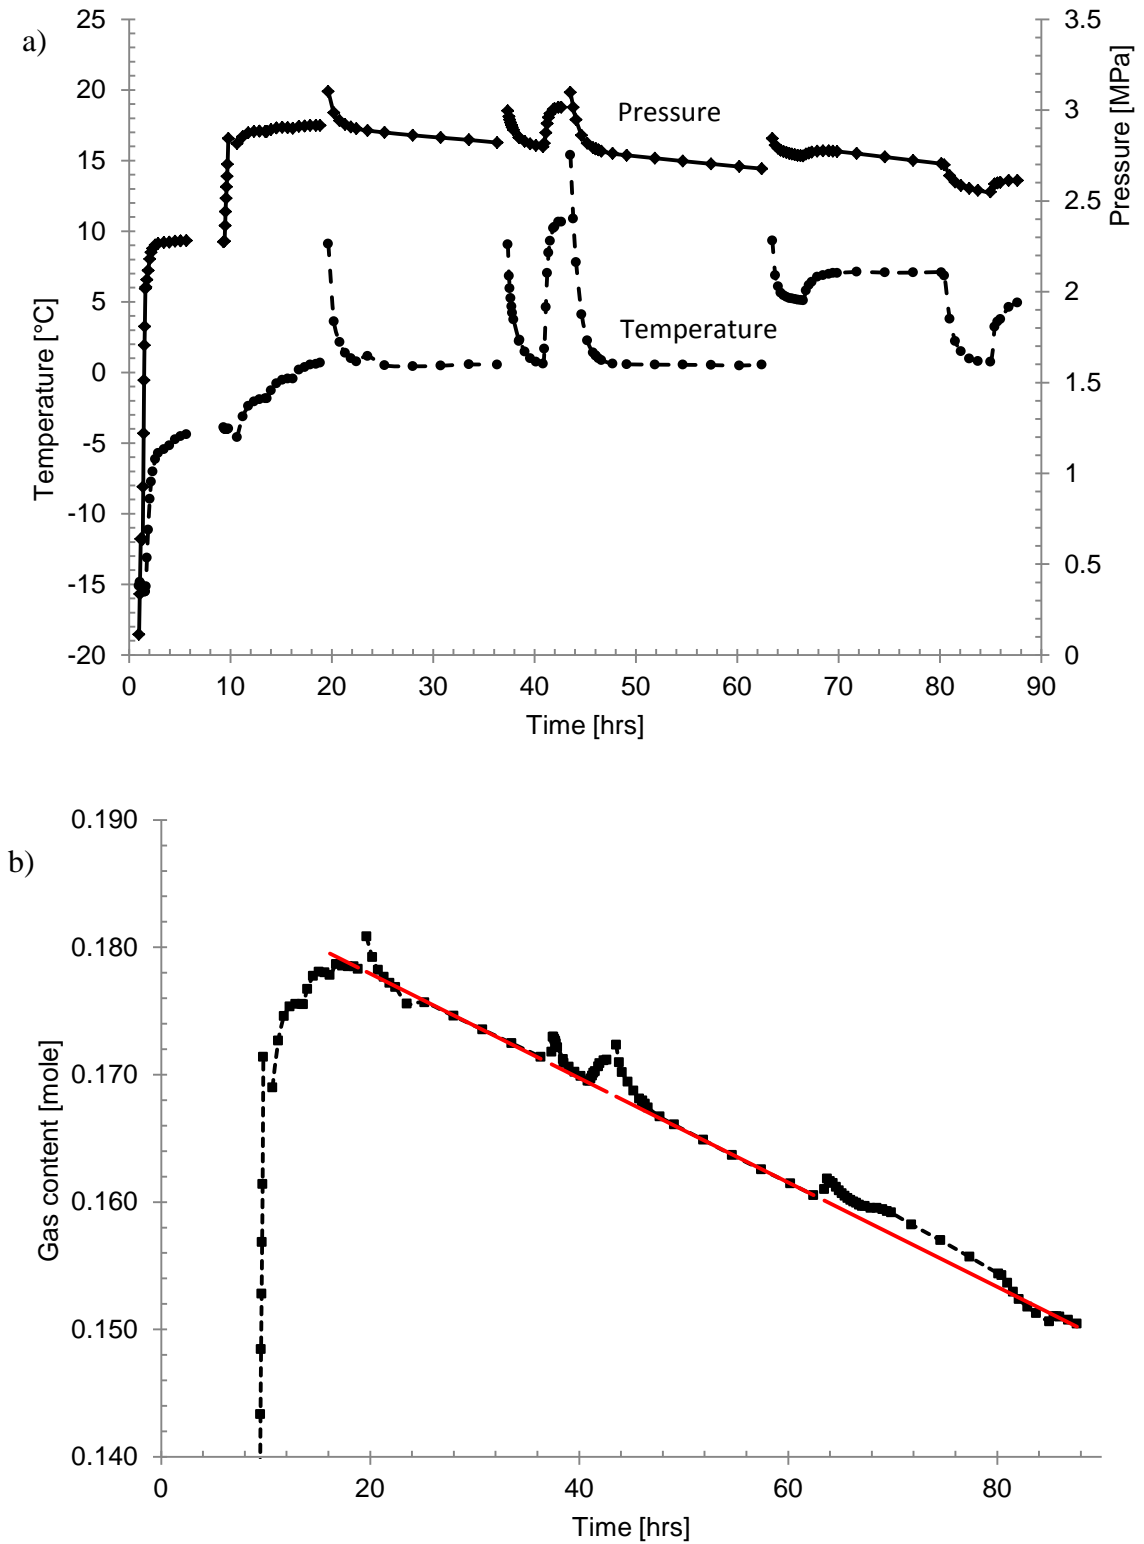 a)
25
20
15
10
5
0
-5
-10
-15
-20
Temperature [°C]
3.5
3
2.5
2
1.5
1
0.5
0
Pressure [MPa]
Pressure
Temperature
0 10 20 30 40 50 60 70 80 90
Time [hrs]
b)
0.190
0.180
0.170
0.160
0.150
0.140
Gas content [mole]
0 20 40 60 80
Time [hrs]